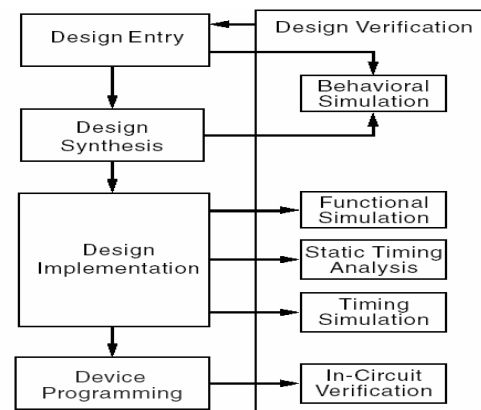 Design Entry
Design Verification
Behavioral
Simulation
Design
Synthesis
Functional
Simulation
Design
Implementation
Static Timing
Analysis
Timing
Simulation
Device
Programming
In-Circuit
Verification